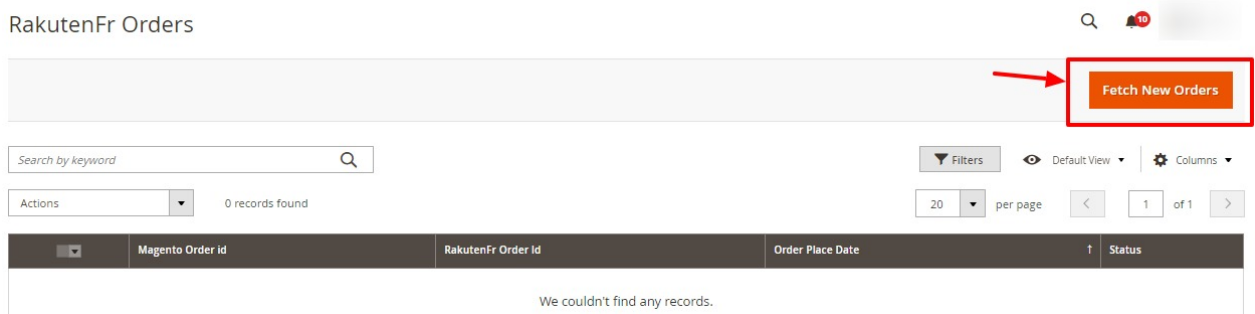 RakutenFr Orders
10
Fetch New Orders
Search by keyword
Filters
Default View
Columns
Actions
0 records found
20
per page
1
of 1
Magento Order id
RakutenFr Order Id
Order Place Date
Status
We couldn't find any records.